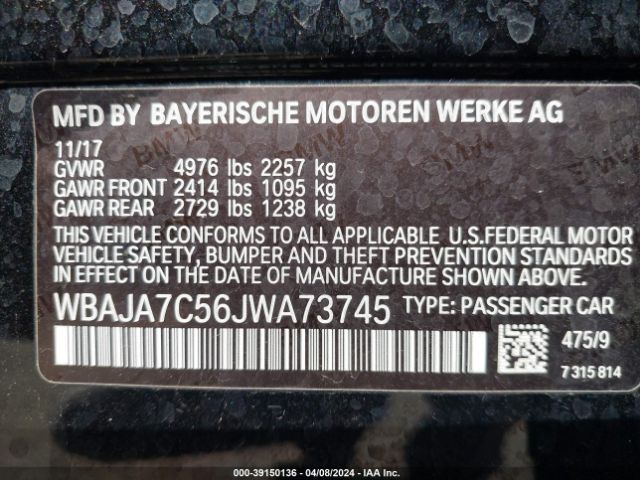 MFD BY BAYERISCHE MOTOREN WERKE AG
11/17
GVWR 4976 lbs 2257 kg
GAWR FRONT 2414 lbs 1095 kg
GAWR REAR 2729 lbs 1238 kg
THIS VEHICLE CONFORMS TO ALL APPLICABLE U.S.FEDERAL MOTOR
VEHICLE SAFETY, BUMPER AND THEFT PREVENTION STANDARDS
IN EFFECT ON THE DATE OF MANUFACTURE SHOWN ABOVE.
WBAJA7C56JWA73745 TYPE: PASSENGER CAR
475/9
7 315 814
000-39150136 - 04/08/2024 - IAA Inc.